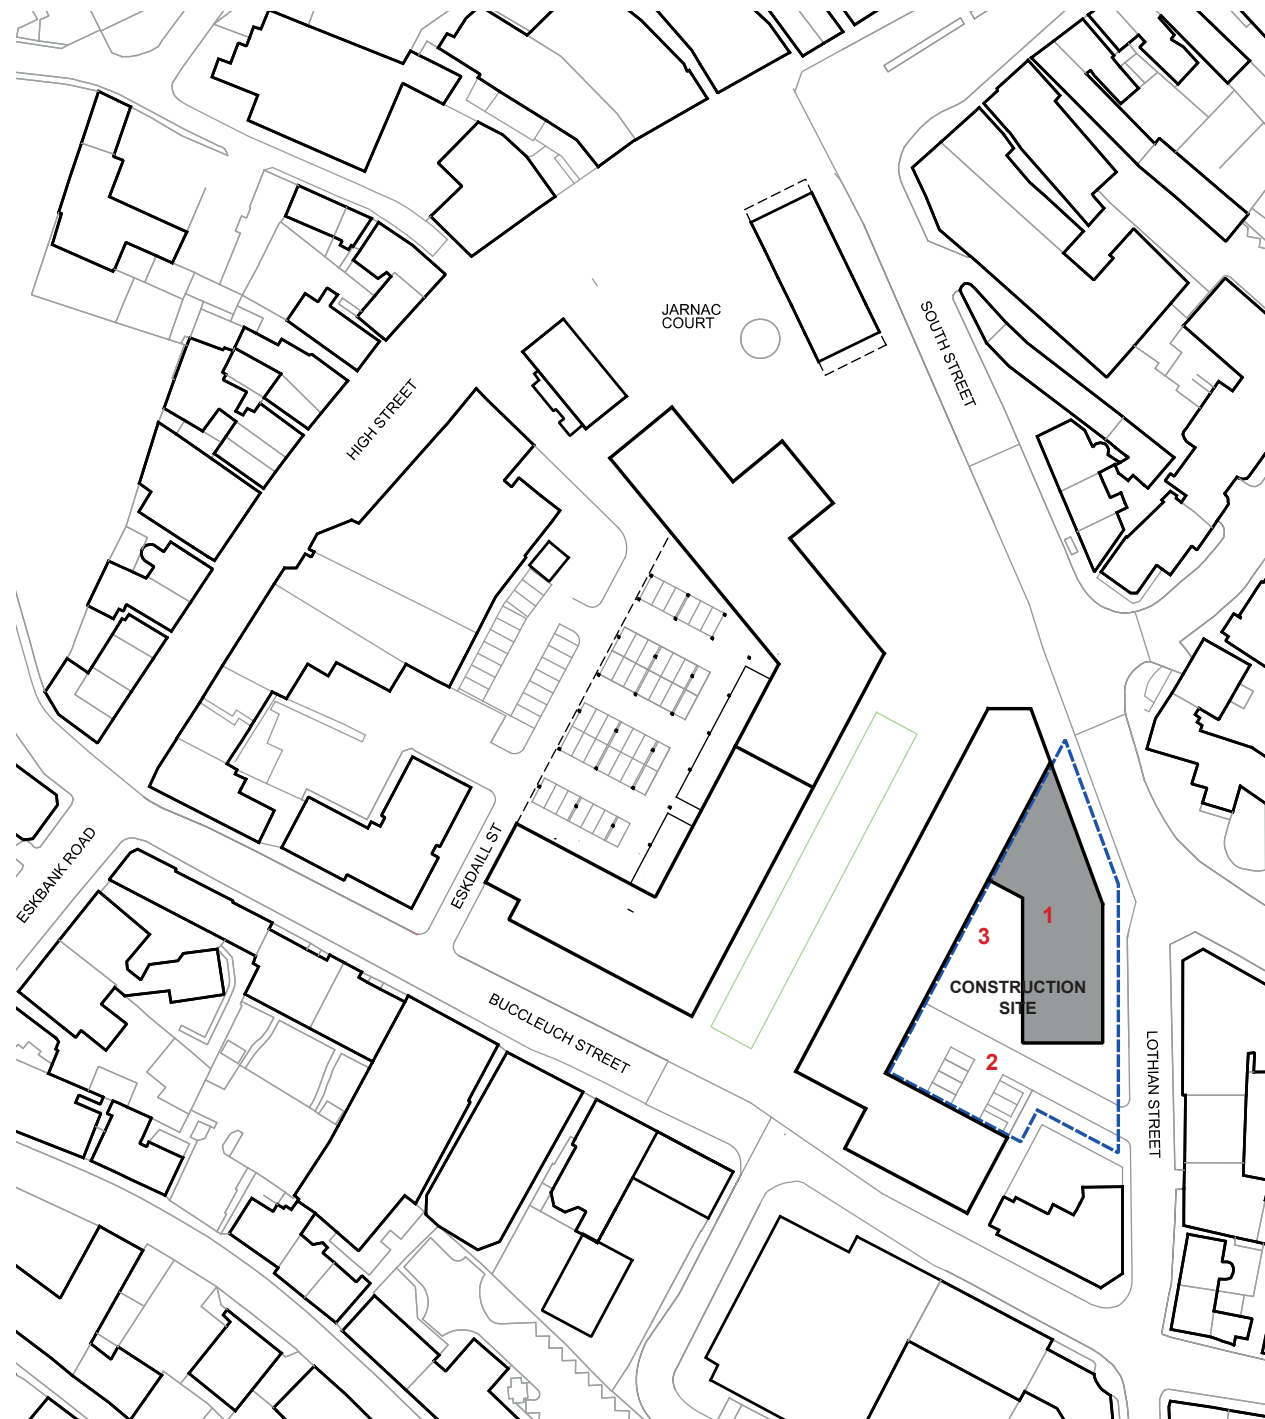 JARNAC
COURT
SOUTH STREET
HIGH STREET
ESKBANK ROAD
ESKDAILL ST
1
3
CONSTRUCTION
SITE
BUCCLEUCH STREET
2
LOTHIAN STREET